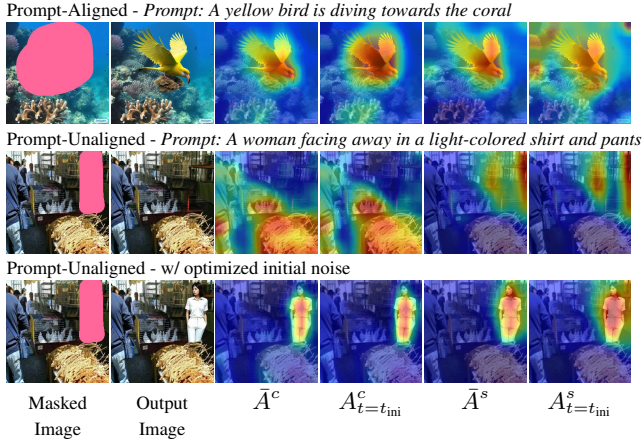 Prompt-Aligned - Prompt: A yellow bird is diving towards the coral
Prompt-Unaligned - Prompt: A woman facing away in a light-colored shirt and pants
Prompt-Unaligned - w/ optimized initial noise
Masked Image
Output Image
Ā^c
A^c_{t=t_ini}
Ā^s
A^s_{t=t_ini}